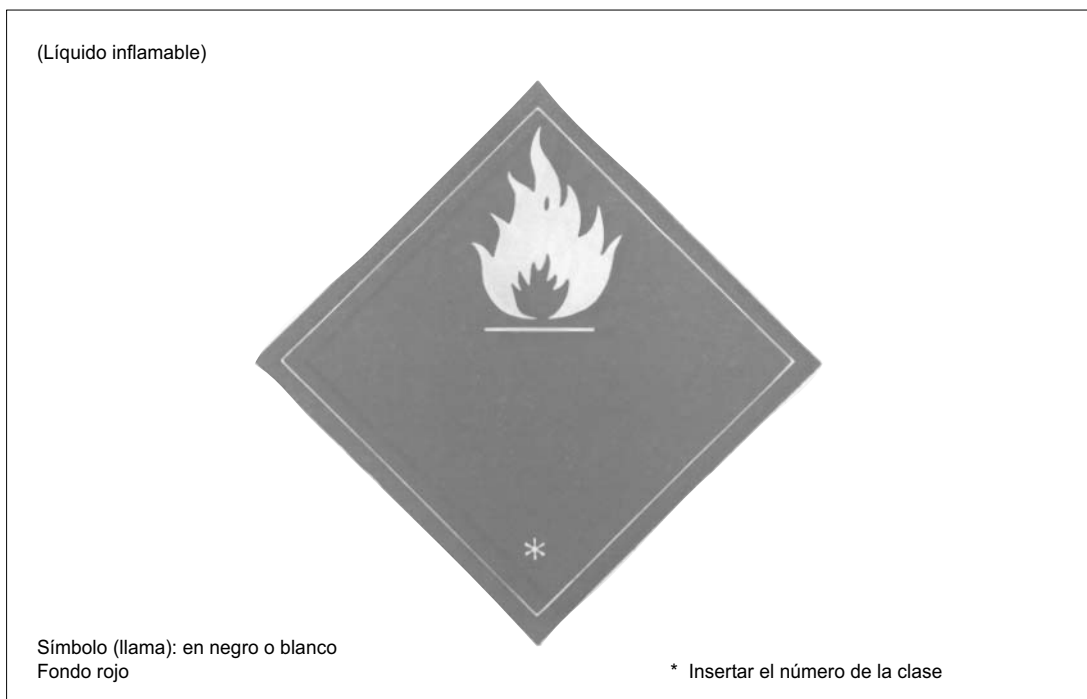 (Líquido inflamable)
*
Símbolo (llama): en negro o blanco
Fondo rojo
* Insertar el número de la clase